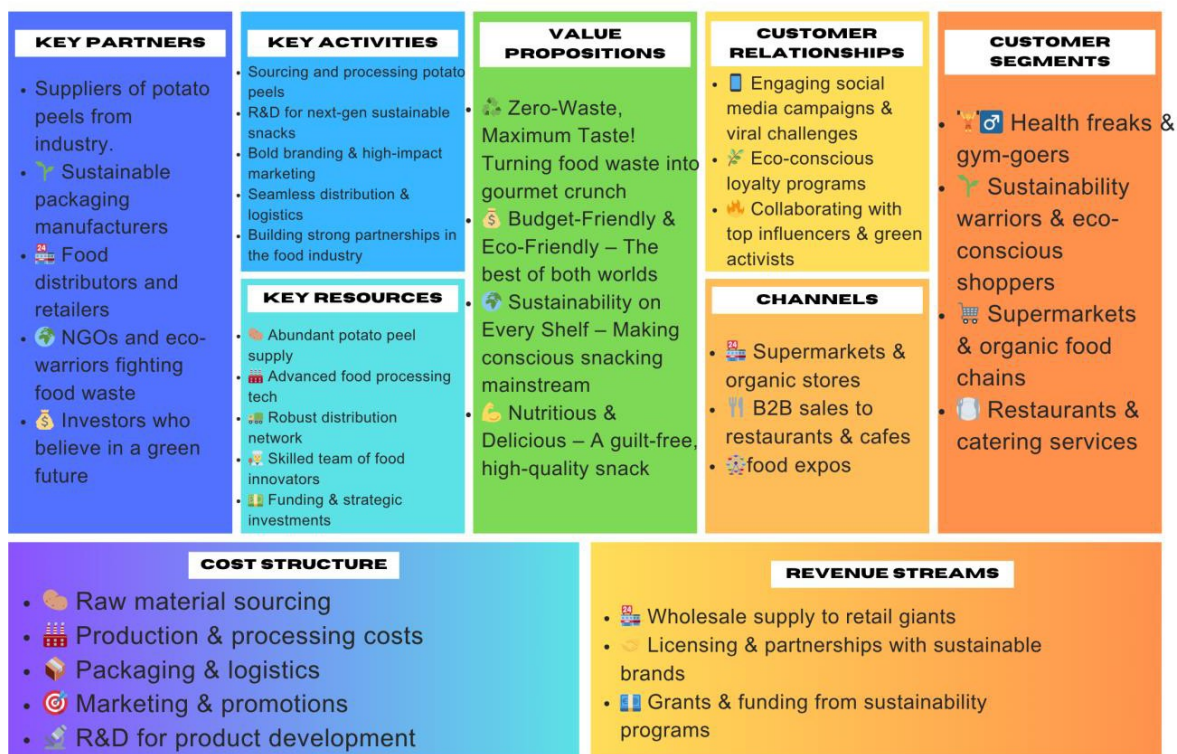 KEY PARTNERS
• Suppliers of potato
peels from
industry.
• 🌱 Sustainable
packaging
manufacturers
• 🏪 Food
distributors and
retailers
• 🌍 NGOs and eco-
warriors fighting
food waste
• 💰 Investors who
believe in a green
future
KEY ACTIVITIES
• Sourcing and processing potato
peels
• R&D for next-gen sustainable
snacks
• Bold branding & high-impact
marketing
• Seamless distribution &
logistics
• Building strong partnerships in
the food industry
KEY RESOURCES
• 🥔 Abundant potato peel
supply
• 🏭 Advanced food processing
tech
• 🚛 Robust distribution
network
• 👨‍🍳 Skilled team of food
innovators
• 💵 Funding & strategic
investments
VALUE
PROPOSITIONS
• ♻️ Zero-Waste,
Maximum Taste!
Turning food waste into
gourmet crunch
• 💰 Budget-Friendly &
Eco-Friendly – The
best of both worlds
• 🌍 Sustainability on
Every Shelf – Making
conscious snacking
mainstream
• 💪 Nutritious &
Delicious – A guilt-free,
high-quality snack
CUSTOMER
RELATIONSHIPS
• 📱 Engaging social
media campaigns &
viral challenges
• 🌿 Eco-conscious
loyalty programs
• 🔥 Collaborating with
top influencers & green
activists
CHANNELS
• 🏪 Supermarkets &
organic stores
• 🍴 B2B sales to
restaurants & cafes
• 🎡food expos
CUSTOMER
SEGMENTS
• 🏋️♂️ Health freaks &
gym-goers
• 🌱 Sustainability
warriors & eco-
conscious
shoppers
• 🛒 Supermarkets
& organic food
chains
• 🍽️ Restaurants &
catering services
COST STRUCTURE
• 🥔 Raw material sourcing
• 🏭 Production & processing costs
• 📦 Packaging & logistics
• 🎯 Marketing & promotions
• 🔬 R&D for product development
REVENUE STREAMS
• 🏪 Wholesale supply to retail giants
• 🤝 Licensing & partnerships with sustainable
brands
• 💵 Grants & funding from sustainability
programs